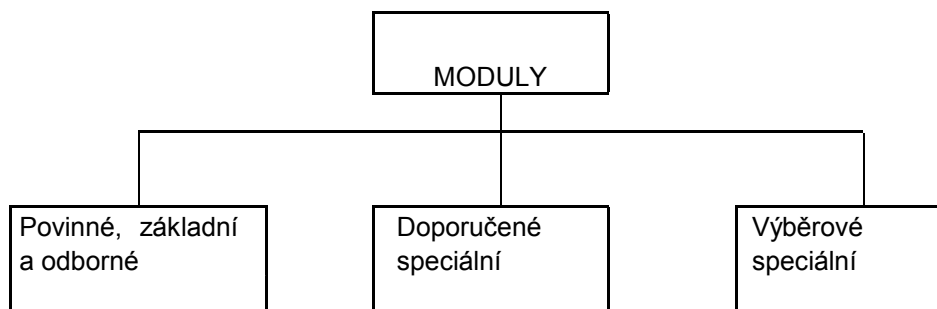 MODULY
Povinné, základní
a odborné
Doporučené
speciální
Výběrové
speciální